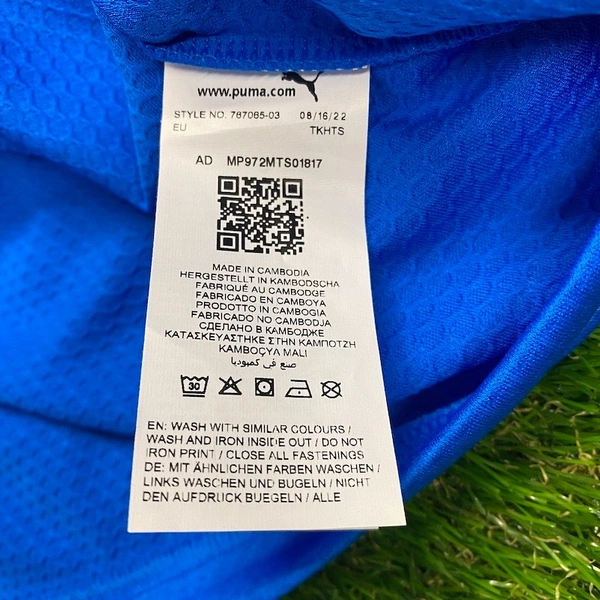 www.puma.com
STYLE NO. 767065-03 08/16/22
EU TKHTS
AD MP972MTS01817
MADE IN CAMBODIA
HERGESTELLT IN KAMBODSCHA
FABRIQUÉ AU CAMBODGE
FABRICADO EN CAMBOYA
PRODOTTO IN CAMBOGIA
FABRICADO NO CAMBODJA
СДЕЛАНО В КАМБОДЖЕ
ΚΑΤΑΣΚΕΥΑΣΤΗΚΕ ΣΤΗΝ ΚΑΜΠΟΤΖΗ
KAMBOÇYA MALI
صنع في كمبوديا
30
EN: WASH WITH SIMILAR COLOURS /
WASH AND IRON INSIDE OUT / DO NOT
IRON PRINT / CLOSE ALL FASTENINGS
DE: MIT ÄHNLICHEN FARBEN WASCHEN /
LINKS WASCHEN UND BUGELN / NICHT
DEN AUFDRUCK BUEGELN / ALLE